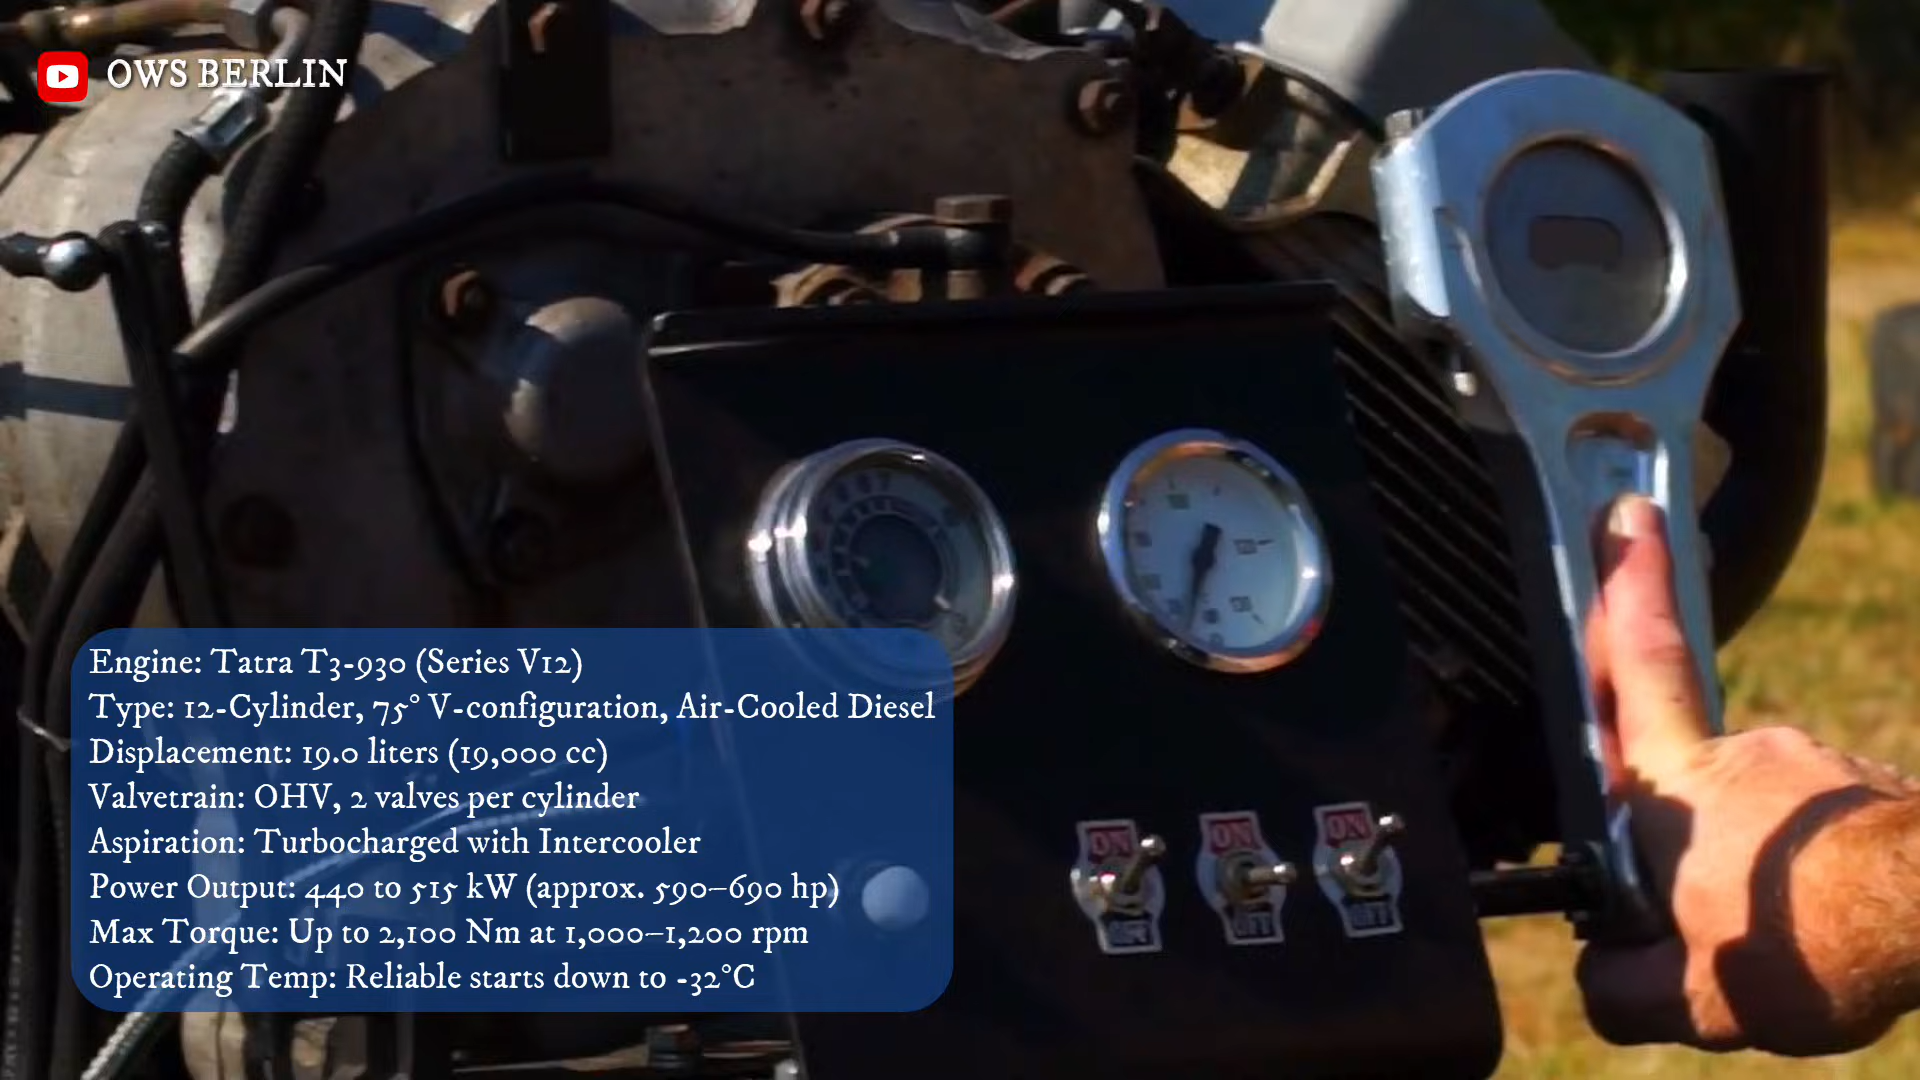 OWS BERLIN
Engine: Tatra T3-930 (Series V12)
Type: 12-Cylinder, 75° V-configuration, Air-Cooled Diesel
Displacement: 19.0 liters (19,000 cc)
Valvetrain: OHV, 2 valves per cylinder
Aspiration: Turbocharged with Intercooler
Power Output: 440 to 515 kW (approx. 590–690 hp)
Max Torque: Up to 2,100 Nm at 1,000–1,200 rpm
Operating Temp: Reliable starts down to -32°C
ON ON ON
OFF OFF OFF